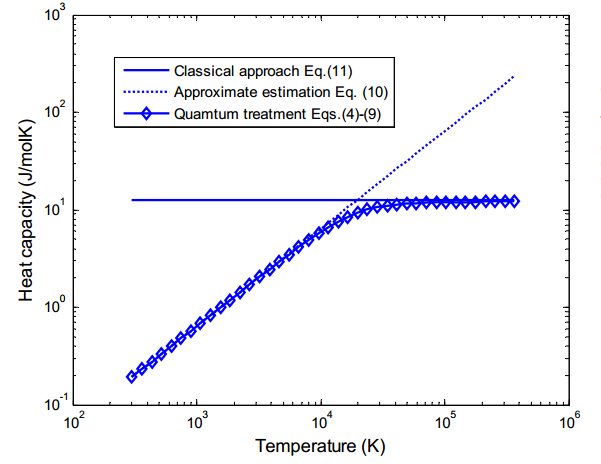 10^3
10^2
10^1
10^0
10^-1
Heat capacity (J/molK)
Classical approach Eq.(11)
Approximate estimation Eq. (10)
Quamtum treatment Eqs.(4)-(9)
10^2 10^3 10^4 10^5 10^6
Temperature (K)